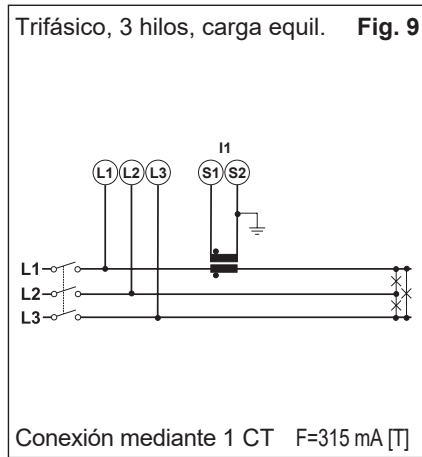 Trifásico, 3 hilos, carga equil. Fig. 9
I1
L1 L2 L3 S1 S2
L1
L2
L3
Conexión mediante 1 CT F=315 mA [T]